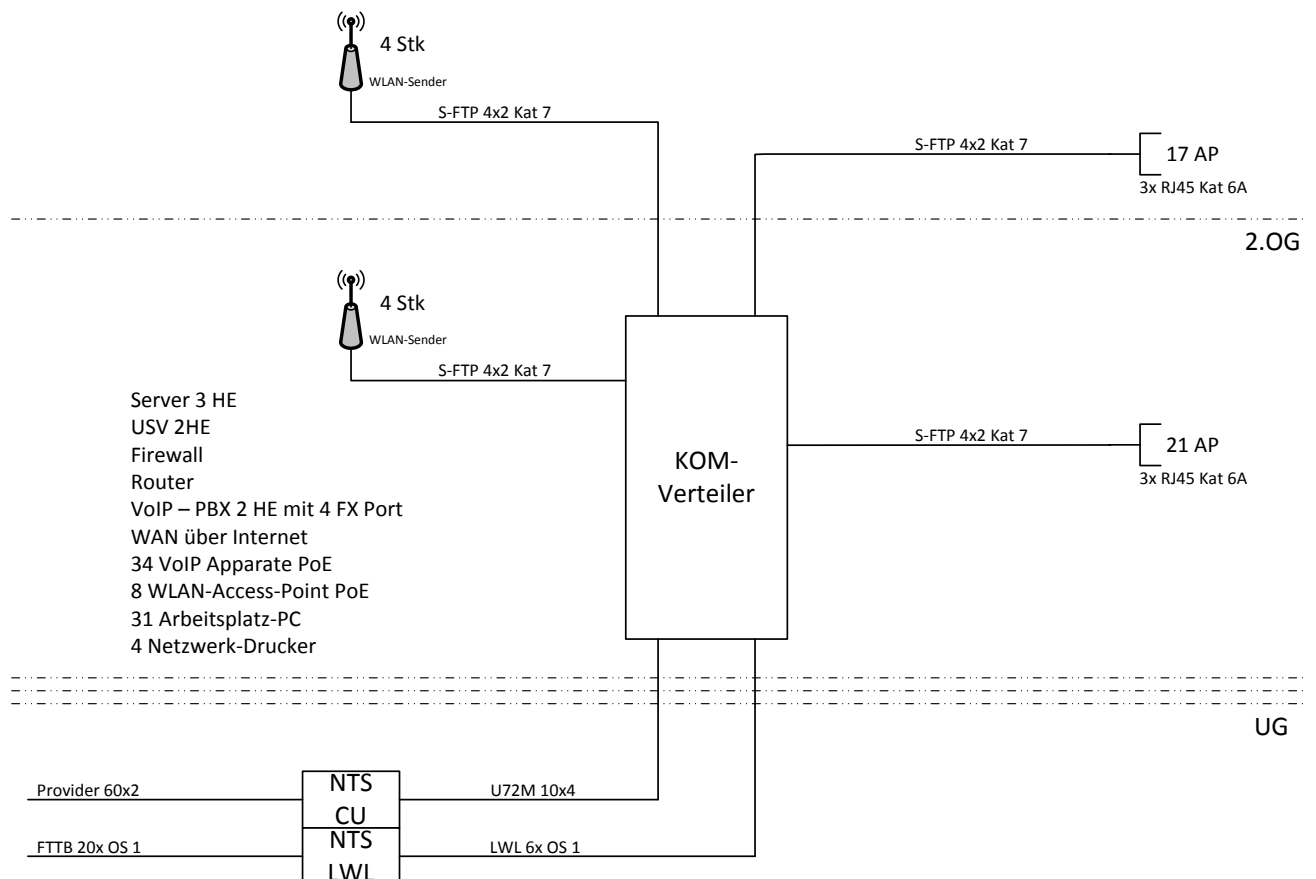 4 Stk
WLAN-Sender
S-FTP 4x2 Kat 7
S-FTP 4x2 Kat 7
17 AP
3x RJ45 Kat 6A
2.OG
4 Stk
WLAN-Sender
S-FTP 4x2 Kat 7
Server 3 HE
USV 2HE
Firewall
Router
VoIP – PBX 2 HE mit 4 FX Port
WAN über Internet
34 VoIP Apparate PoE
8 WLAN-Access-Point PoE
31 Arbeitsplatz-PC
4 Netzwerk-Drucker
KOM-
Verteiler
S-FTP 4x2 Kat 7
21 AP
3x RJ45 Kat 6A
UG
Provider 60x2
NTS
CU
U72M 10x4
FTTB 20x OS 1
NTS
LWL
LWL 6x OS 1